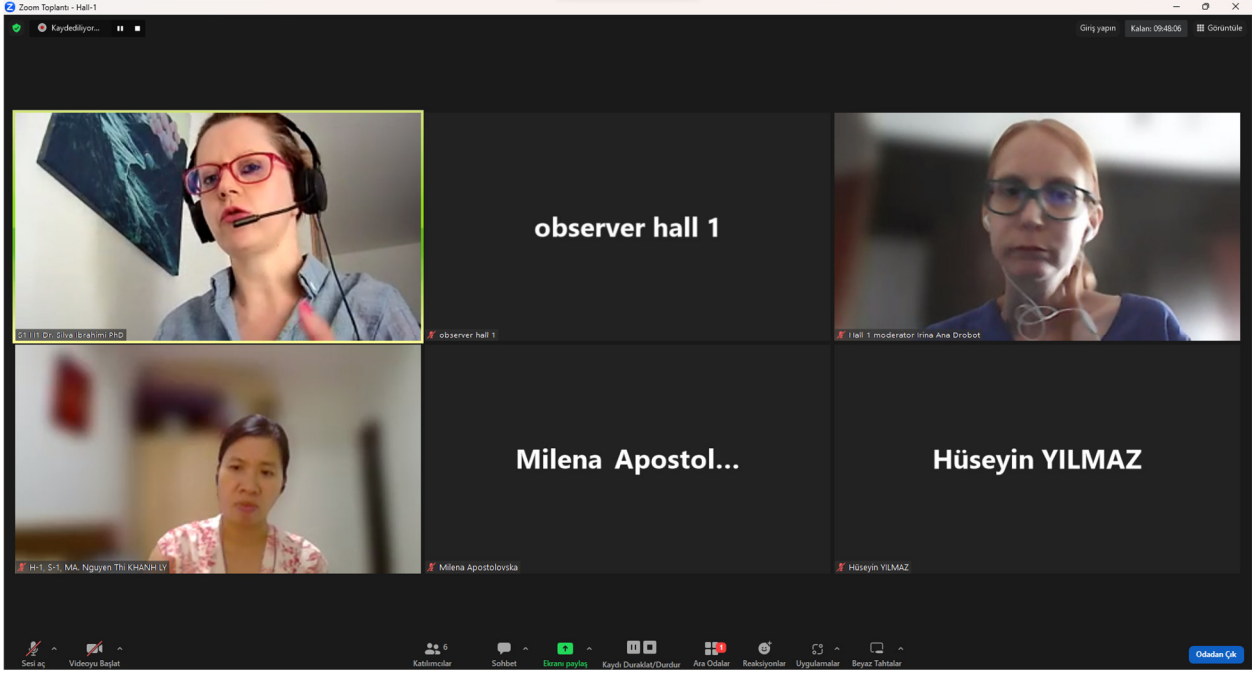 Zoom Toplantı - Hall-1
Kaydediliyor...
Giriş yapın
Kalan: 09:48:06
Görüntüle
S1 H1 Dr. Silva Ibrahimi PhD
observer hall 1
observer hall 1
Hall 1 moderator Irina Ana Drobot
H-1, S-1, MA. Nguyen Thi KHANH LY
Milena Apostol...
Milena Apostolovska
Hüseyin YILMAZ
Hüseyin YILMAZ
Sesi aç
Videoyu Başlat
6
Katılımcılar
Sohbet
Ekranı paylaş
Kaydı Duraklat/Durdur
1
Ara Odalar
Reaksiyonlar
Uygulamalar
Beyaz Tahtalar
Odadan Çık